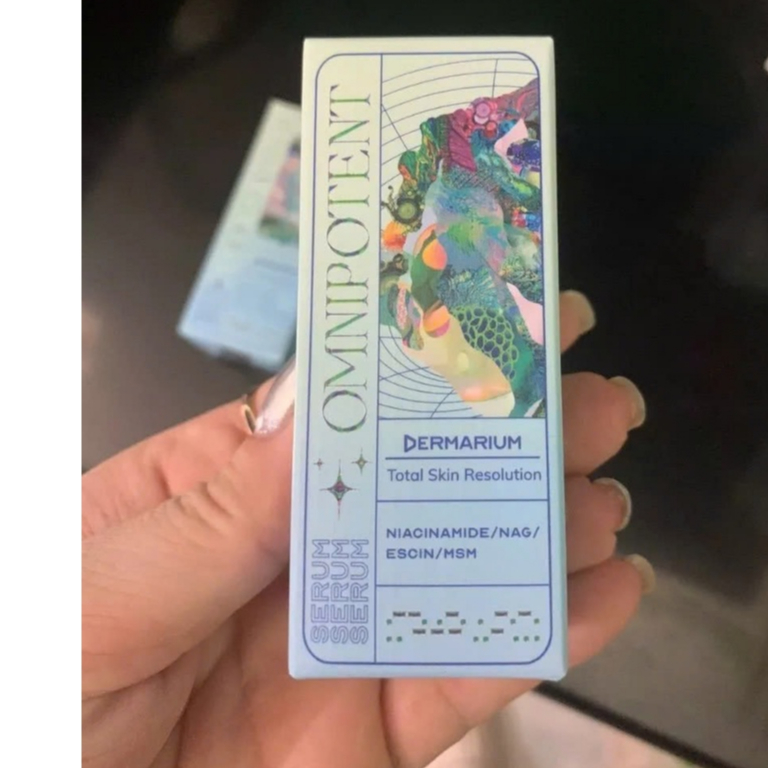 OMNIPOTENT
SERUM
SERUM
SERUM
DERMARIUM
Total Skin Resolution
NIACINAMIDE/NAG/
ESCIN/MSM